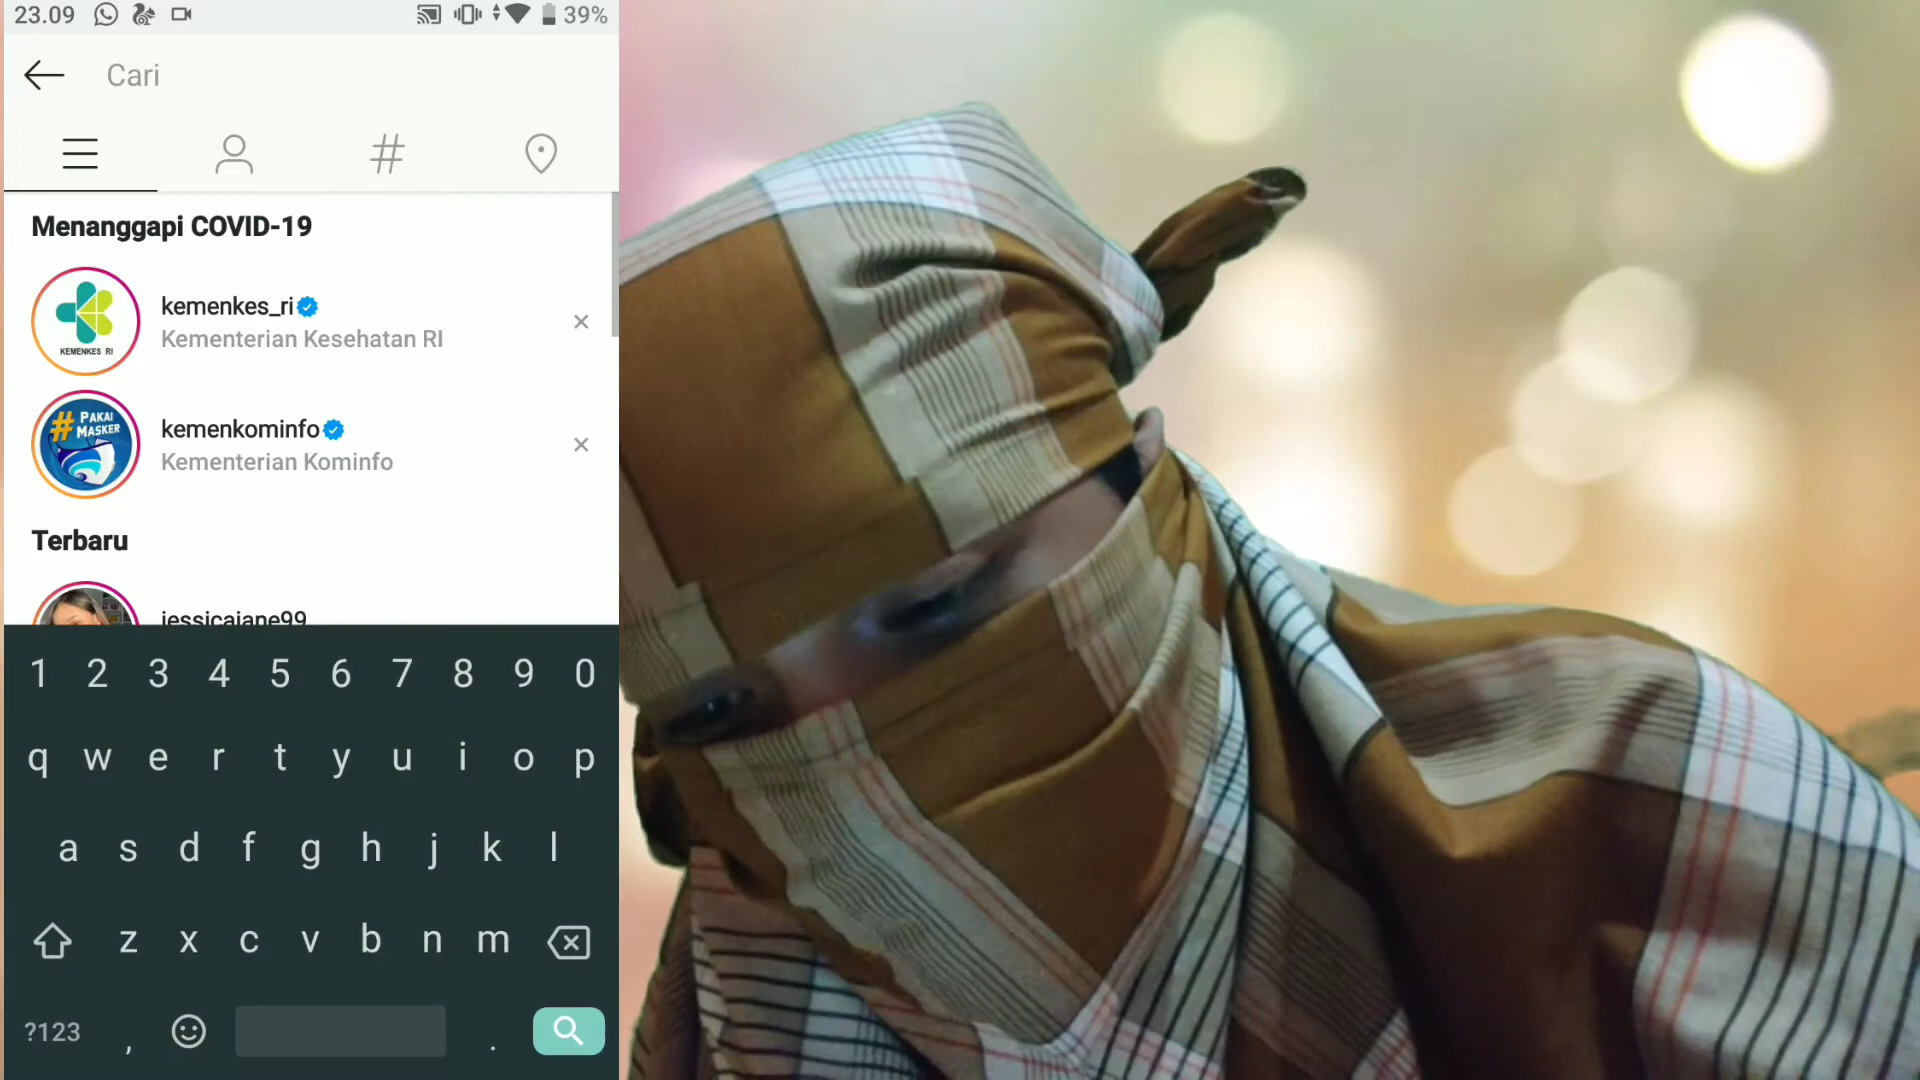 23.09
39%
Cari
#
Menanggapi COVID-19
KEMENKES RI
kemenkes_ri
Kementerian Kesehatan RI
# PAKAI
MASKER
kemenkominfo
Kementerian Kominfo
Terbaru
jessicajane99
1 2 3 4 5 6 7 8 9 0
q w e r t y u i o p
a s d f g h j k l
z x c v b n m
?123 , .